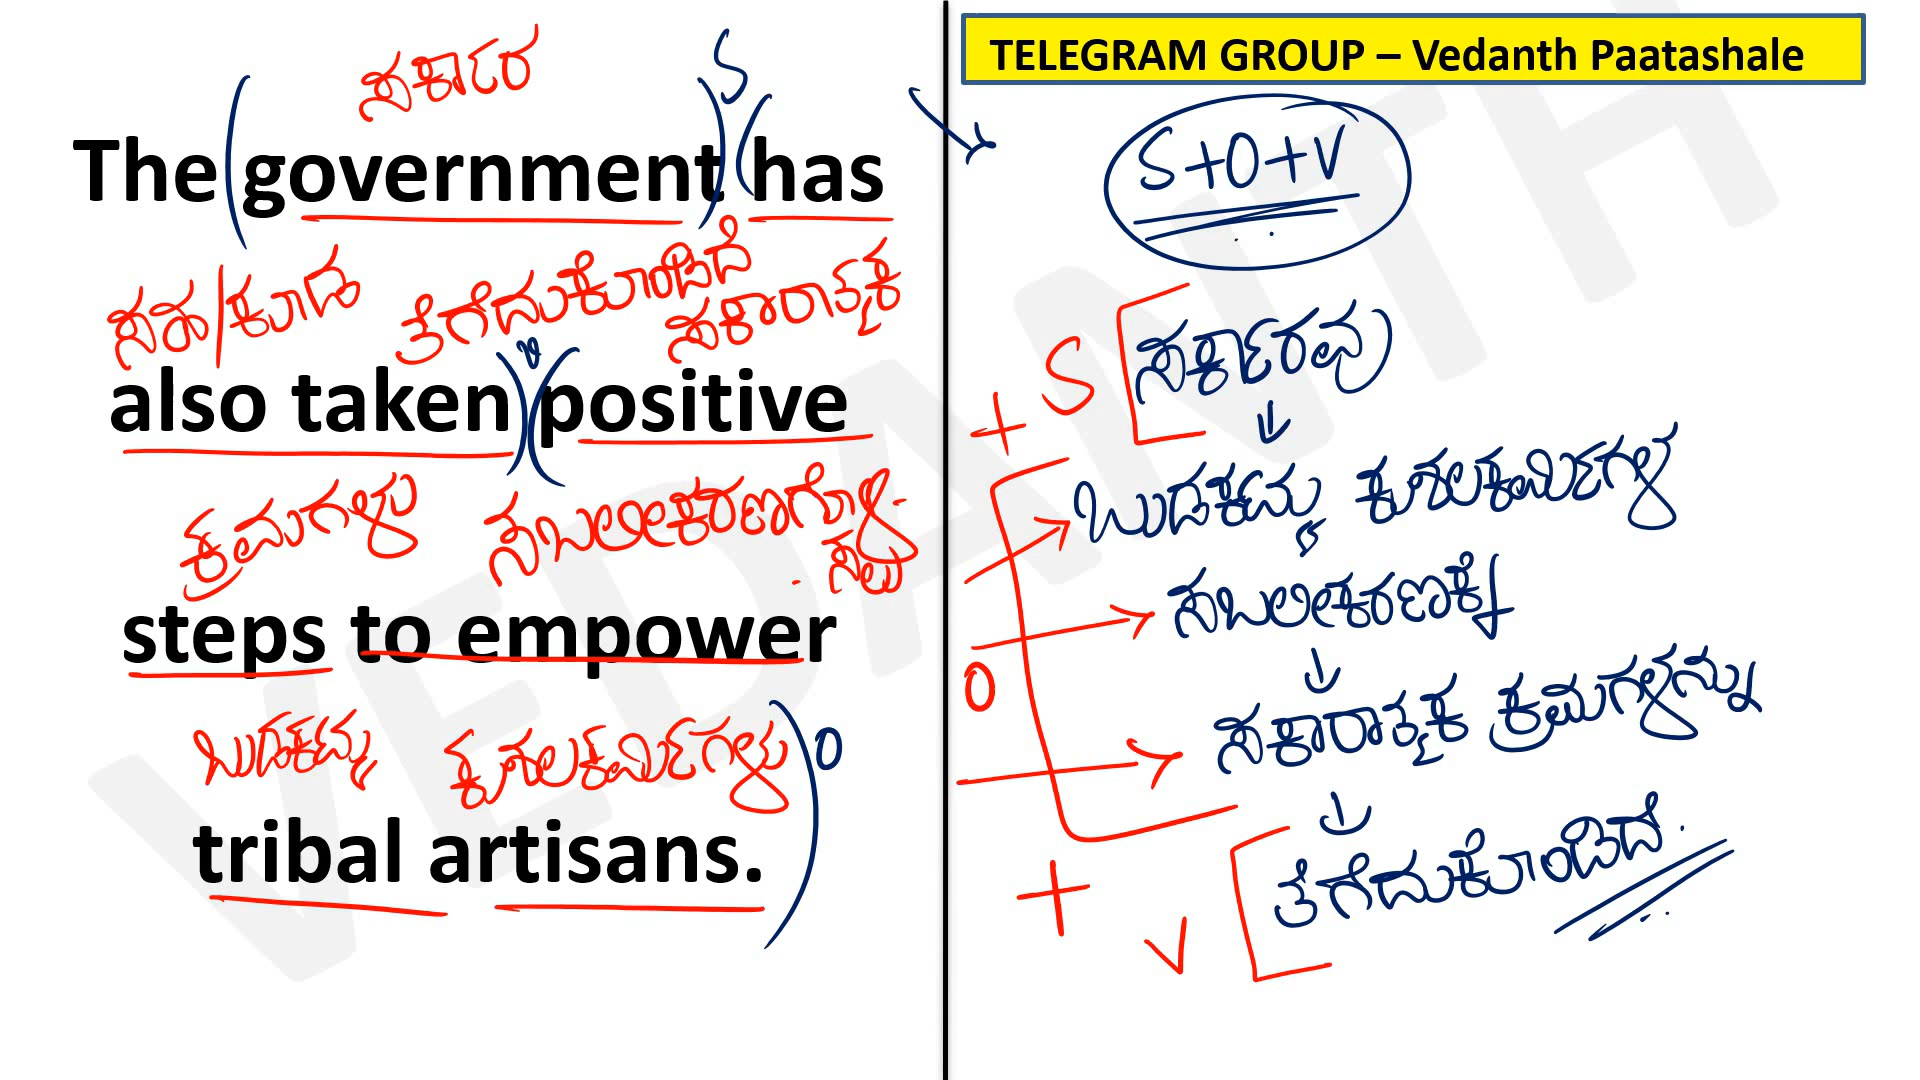 TELEGRAM GROUP – Vedanth Paatashale
ಸರ್ಕಾರ
S
The government has
ಸಹ/ಕೂಡ ತೆಗೆದುಕೊಂಡಿದೆ ಸಕಾರಾತ್ಮಕ
V
also taken positive
ಕ್ರಮಗಳು ಸಬಲೀಕರಣಗೊಳಿಸಲು
steps to empower
ಬುಡಕಟ್ಟು ಕುಶಲಕರ್ಮಿಗಳು
O
tribal artisans.
S+O+V
S ಸರ್ಕಾರವು
+
ಬುಡಕಟ್ಟು ಕುಶಲಕರ್ಮಿಗಳ
ಸಬಲೀಕರಣಕ್ಕೆ
O
ಸಕಾರಾತ್ಮಕ ಕ್ರಮಗಳನ್ನು
+
V ತೆಗೆದುಕೊಂಡಿದೆ.
VEDANTH